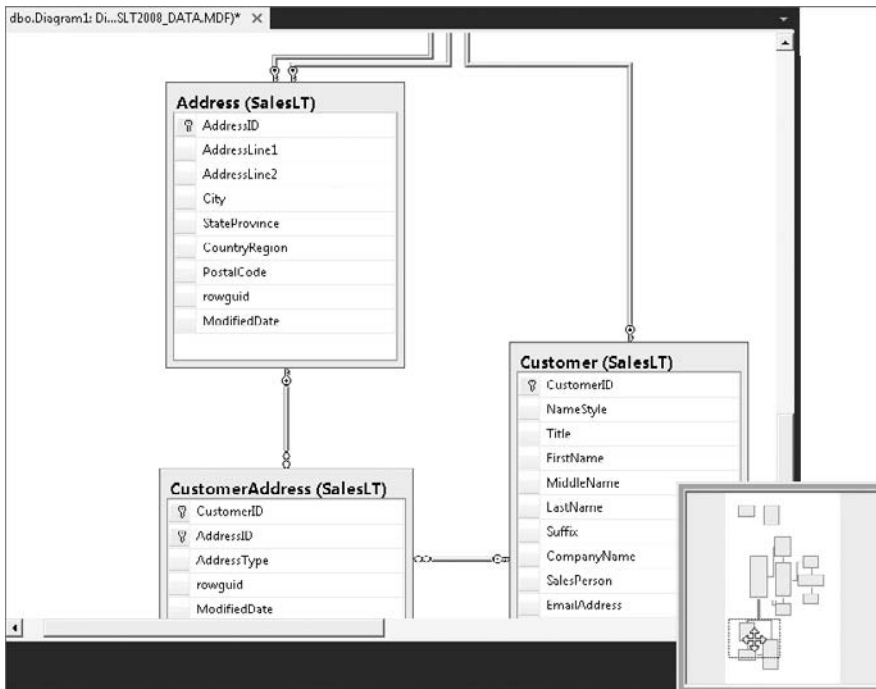 dbo.Diagram1: Di...SLT2008_DATA.MDF)*
Address (SalesLT)
AddressID
AddressLine1
AddressLine2
City
StateProvince
CountryRegion
PostalCode
rowguid
ModifiedDate
Customer (SalesLT)
CustomerID
NameStyle
Title
FirstName
MiddleName
LastName
Suffix
CompanyName
SalesPerson
EmailAddress
CustomerAddress (SalesLT)
CustomerID
AddressID
AddressType
rowguid
ModifiedDate